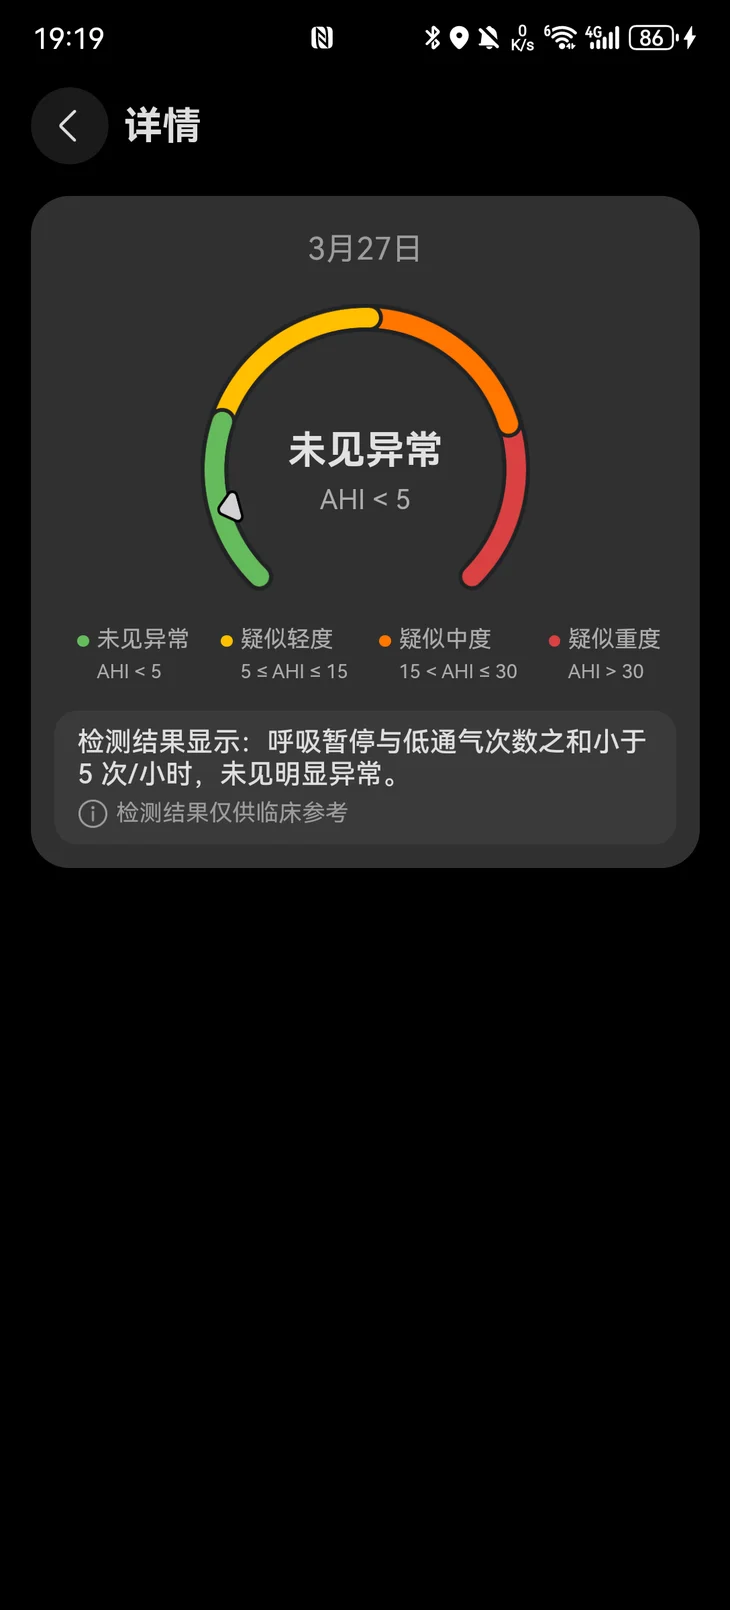 19:19
0 K/s 6 4G 86
详情
3月27日
未见异常
AHI < 5
未见异常 疑似轻度 疑似中度 疑似重度
AHI < 5 5 ≤ AHI ≤ 15 15 < AHI ≤ 30 AHI > 30
检测结果显示：呼吸暂停与低通气次数之和小于
5 次/小时，未见明显异常。
检测结果仅供临床参考